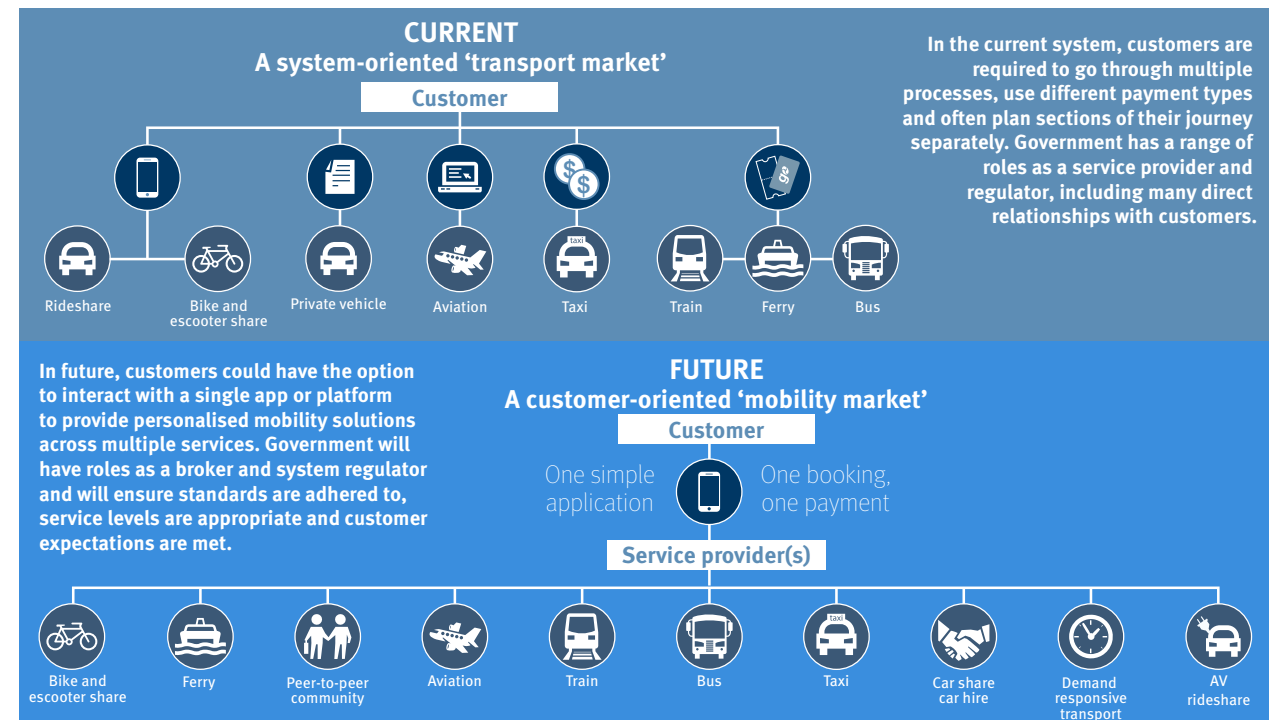 CURRENT
A system-oriented ‘transport market’
Customer
In the current system, customers are
required to go through multiple
processes, use different payment types
and often plan sections of their journey
separately. Government has a range of
roles as a service provider and
regulator, including many direct
relationships with customers.
$
$
go
taxi
Rideshare
Bike and
escooter share
Private vehicle
Aviation
Taxi
Train
Ferry
Bus
In future, customers could have the option
to interact with a single app or platform
to provide personalised mobility solutions
across multiple services. Government will
have roles as a broker and system regulator
and will ensure standards are adhered to,
service levels are appropriate and customer
expectations are met.
FUTURE
A customer-oriented ‘mobility market’
Customer
One simple
application
One booking,
one payment
Service provider(s)
taxi
Bike and
escooter share
Ferry
Peer-to-peer
community
Aviation
Train
Bus
Taxi
Car share
car hire
Demand
responsive
transport
AV
rideshare